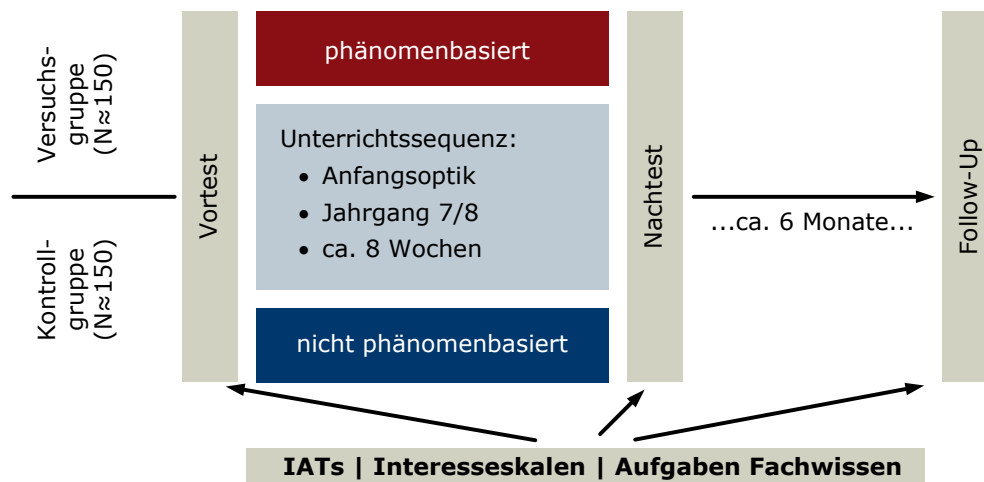 Versuchs-
gruppe
(N≈150)
Kontroll-
gruppe
(N≈150)
Vortest
phänomenbasiert
Unterrichtssequenz:
• Anfangsoptik
• Jahrgang 7/8
• ca. 8 Wochen
nicht phänomenbasiert
Nachtest
...ca. 6 Monate...
Follow-Up
IATs | Interesseskalen | Aufgaben Fachwissen